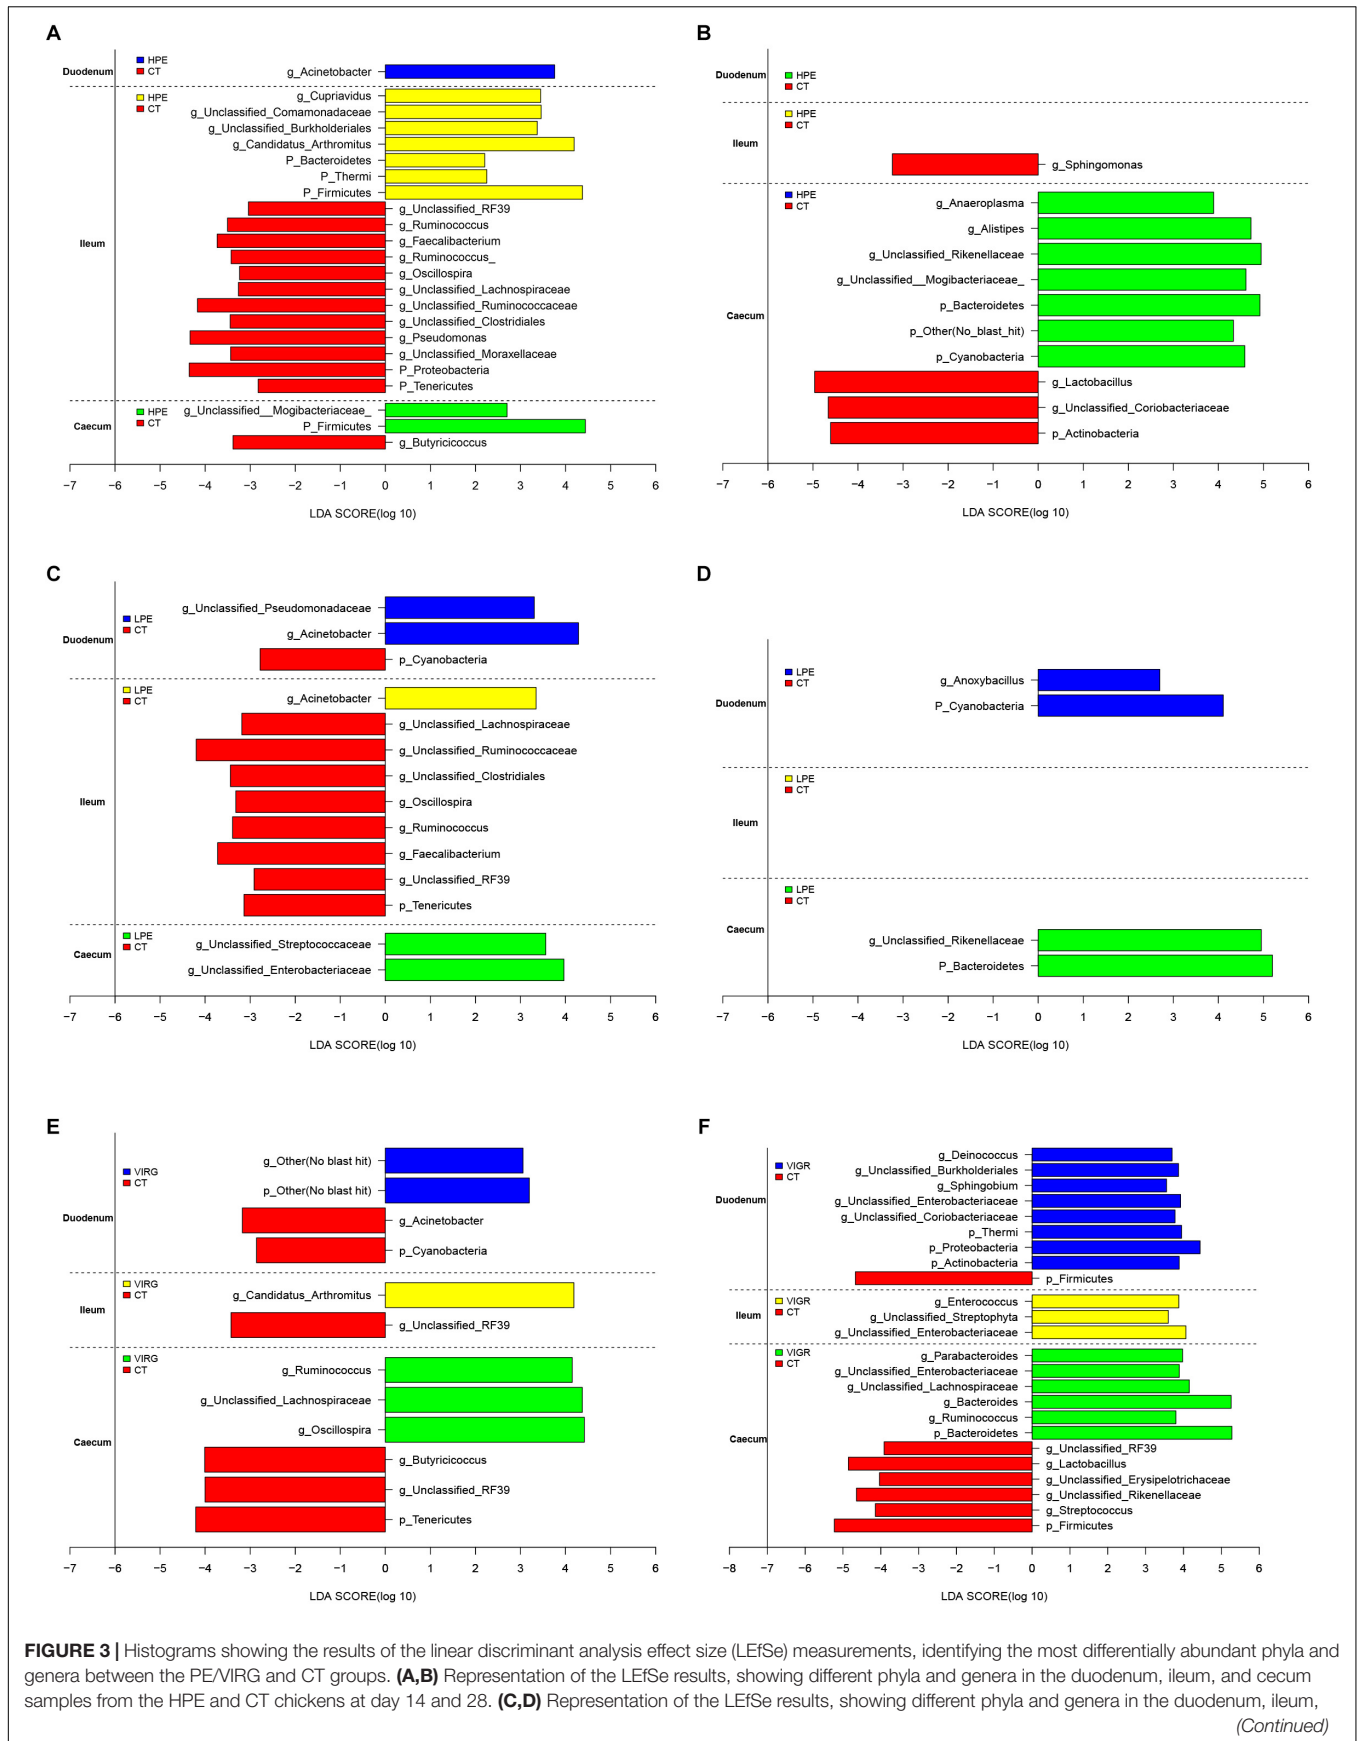 A
Duodenum
HPE
CT
g_Acinetobacter
Ileum
HPE
CT
g_Cupriavidus
g_Unclassified_Comamonadaceae
g_Unclassified_Burkholderiales
g_Candidatus_Arthromitus
P_Bacteroidetes
P_Thermi
P_Firmicutes
g_Unclassified_RF39
g_Ruminococcus
g_Faecalibacterium
g_Ruminococcus_
g_Oscillospira
g_Unclassified_Lachnospiraceae
g_Unclassified_Ruminococcaceae
g_Unclassified_Clostridiales
g_Pseudomonas
g_Unclassified_Moraxellaceae
P_Proteobacteria
P_Tenericutes
Caecum
HPE
CT
g_Unclassified__Mogibacteriaceae_
P_Firmicutes
g_Butyricicoccus
−7 −6 −5 −4 −3 −2 −1 0 1 2 3 4 5 6
LDA SCORE(log 10)
B
Duodenum
HPE
CT
Ileum
HPE
CT
g_Sphingomonas
Caecum
HPE
CT
g_Anaeroplasma
g_Alistipes
g_Unclassified_Rikenellaceae
g_Unclassified__Mogibacteriaceae_
p_Bacteroidetes
p_Other(No_blast_hit)
p_Cyanobacteria
g_Lactobacillus
g_Unclassified_Coriobacteriaceae
p_Actinobacteria
−7 −6 −5 −4 −3 −2 −1 0 1 2 3 4 5 6
LDA SCORE(log 10)
C
Duodenum
LPE
CT
g_Unclassified_Pseudomonadaceae
g_Acinetobacter
p_Cyanobacteria
Ileum
LPE
CT
g_Acinetobacter
g_Unclassified_Lachnospiraceae
g_Unclassified_Ruminococcaceae
g_Unclassified_Clostridiales
g_Oscillospira
g_Ruminococcus
g_Faecalibacterium
g_Unclassified_RF39
p_Tenericutes
Caecum
LPE
CT
g_Unclassified_Streptococcaceae
g_Unclassified_Enterobacteriaceae
−7 −6 −5 −4 −3 −2 −1 0 1 2 3 4 5 6
LDA SCORE(log 10)
D
Duodenum
LPE
CT
g_Anoxybacillus
P_Cyanobacteria
Ileum
LPE
CT
Caecum
LPE
CT
g_Unclassified_Rikenellaceae
P_Bacteroidetes
−7 −6 −5 −4 −3 −2 −1 0 1 2 3 4 5 6
LDA SCORE(log 10)
E
Duodenum
VIRG
CT
g_Other(No blast hit)
p_Other(No blast hit)
g_Acinetobacter
p_Cyanobacteria
Ileum
VIRG
CT
g_Candidatus_Arthromitus
g_Unclassified_RF39
Caecum
VIRG
CT
g_Ruminococcus
g_Unclassified_Lachnospiraceae
g_Oscillospira
g_Butyricicoccus
g_Unclassified_RF39
p_Tenericutes
−7 −6 −5 −4 −3 −2 −1 0 1 2 3 4 5 6
LDA SCORE(log 10)
F
Duodenum
VIGR
CT
g_Deinococcus
g_Unclassified_Burkholderiales
g_Sphingobium
g_Unclassified_Enterobacteriaceae
g_Unclassified_Coriobacteriaceae
p_Thermi
p_Proteobacteria
p_Actinobacteria
p_Firmicutes
Ileum
VIGR
CT
g_Enterococcus
g_Unclassified_Streptophyta
g_Unclassified_Enterobacteriaceae
Caecum
VIGR
CT
g_Parabacteroides
g_Unclassified_Enterobacteriaceae
g_Unclassified_Lachnospiraceae
g_Bacteroides
g_Ruminococcus
p_Bacteroidetes
g_Unclassified_RF39
g_Lactobacillus
g_Unclassified_Erysipelotrichaceae
g_Unclassified_Rikenellaceae
g_Streptococcus
p_Firmicutes
−8 −7 −6 −5 −4 −3 −2 −1 0 1 2 3 4 5 6
LDA SCORE(log 10)
FIGURE 3 | Histograms showing the results of the linear discriminant analysis effect size (LEfSe) measurements, identifying the most differentially abundant phyla and
genera between the PE/VIRG and CT groups. (A,B) Representation of the LEfSe results, showing different phyla and genera in the duodenum, ileum, and cecum
samples from the HPE and CT chickens at day 14 and 28. (C,D) Representation of the LEfSe results, showing different phyla and genera in the duodenum, ileum,
(Continued)